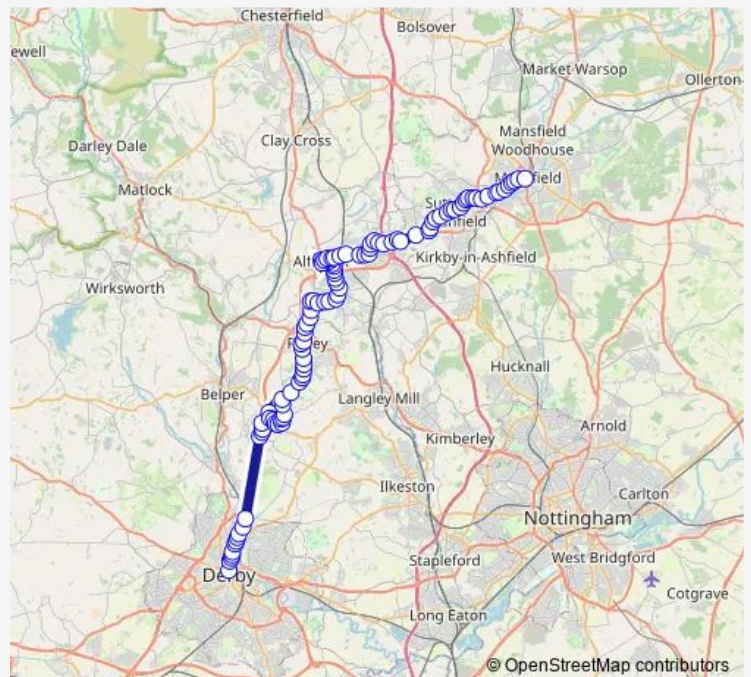 Chesterfield
Bolsover
ewell
Market Warsop
Ollerton
Clay Cross
Mansfield
Woodhouse
Darley Dale
Matlock
Kirkby-in-Ashfield
Wirksworth
Hucknall
Belper
Langley Mill
Arnold
Kimberley
Ilkeston
Carlton
Nottingham
Stapleford
West Bridgford
Derby
Cotgrave
Long Eaton
© OpenStreetMap contributors